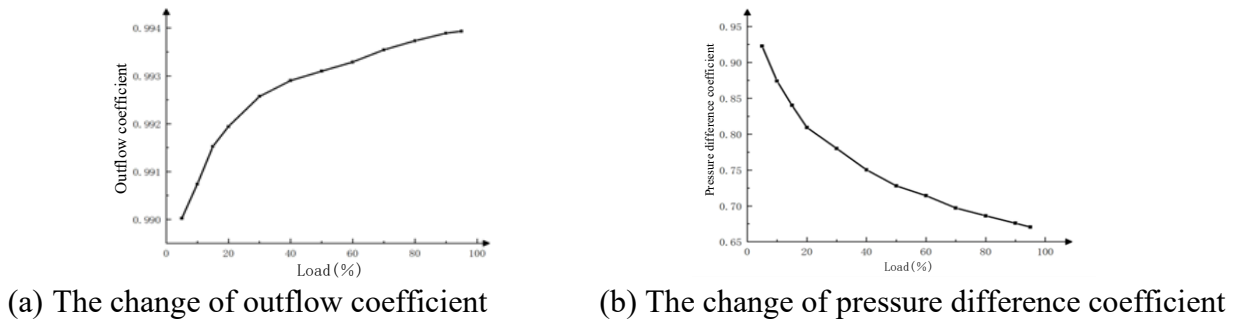 Outflow coefficient
0.994
0.993
0.992
0.991
0.990
0 20 40 60 80 100
Load(%)
(a) The change of outflow coefficient
Pressure difference coefficient
0.95
0.90
0.85
0.80
0.75
0.70
0.65
0 20 40 60 80 100
Load(%)
(b) The change of pressure difference coefficient